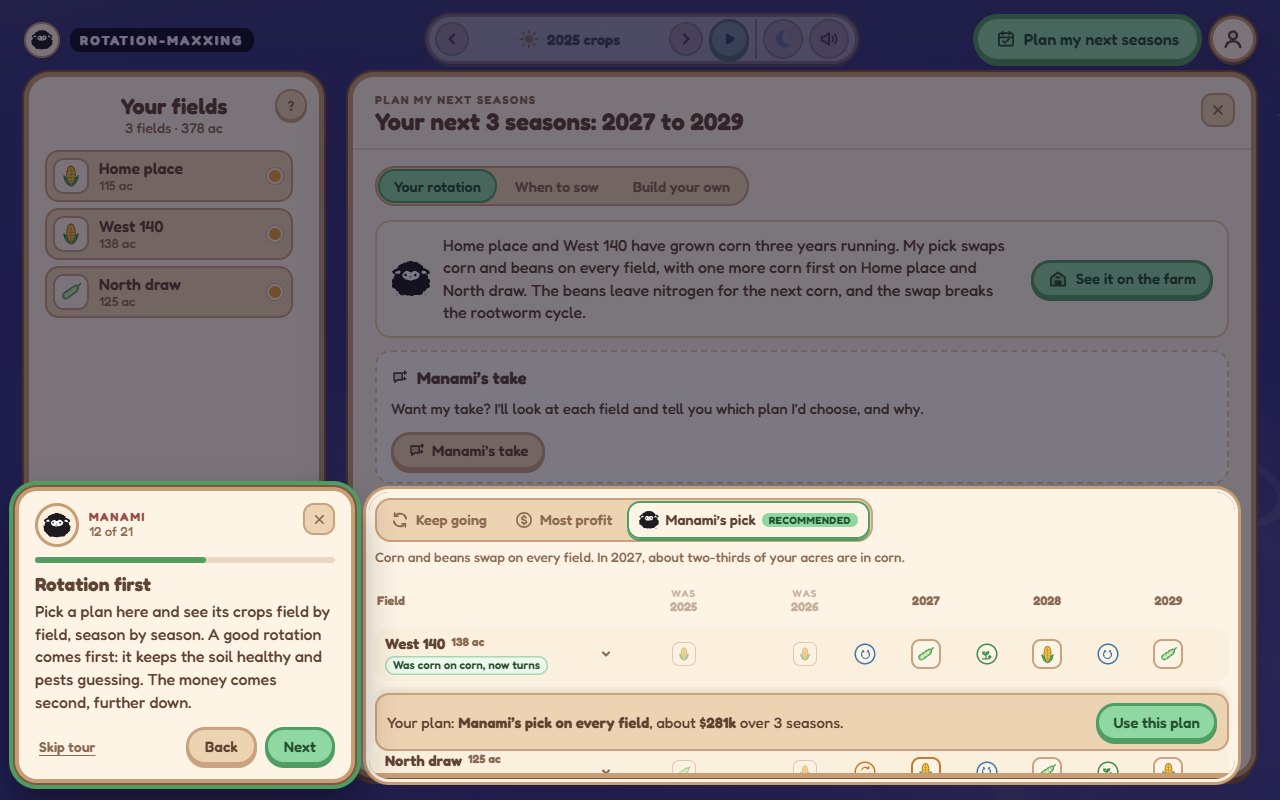 ROTATION-MAXXING
2025 crops
Plan my next seasons
Your fields
?
3 fields · 378 ac
Home place
115 ac
West 140
138 ac
North draw
125 ac
PLAN MY NEXT SEASONS
Your next 3 seasons: 2027 to 2029
Your rotation
When to sow
Build your own
Home place and West 140 have grown corn three years running. My pick swaps
corn and beans on every field, with one more corn first on Home place and
North draw. The beans leave nitrogen for the next corn, and the swap breaks
the rootworm cycle.
See it on the farm
Manami's take
Want my take? I'll look at each field and tell you which plan I'd choose, and why.
Manami's take
MANAMI
12 of 21
Rotation first
Pick a plan here and see its crops field by
field, season by season. A good rotation
comes first: it keeps the soil healthy and
pests guessing. The money comes
second, further down.
Skip tour
Back
Next
Keep going
Most profit
Manami's pick
RECOMMENDED
Corn and beans swap on every field. In 2027, about two-thirds of your acres are in corn.
Field
WAS
2025
WAS
2026
2027
2028
2029
West 140 138 ac
Was corn on corn, now turns
Your plan: Manami's pick on every field, about $281k over 3 seasons.
Use this plan
North draw 125 ac